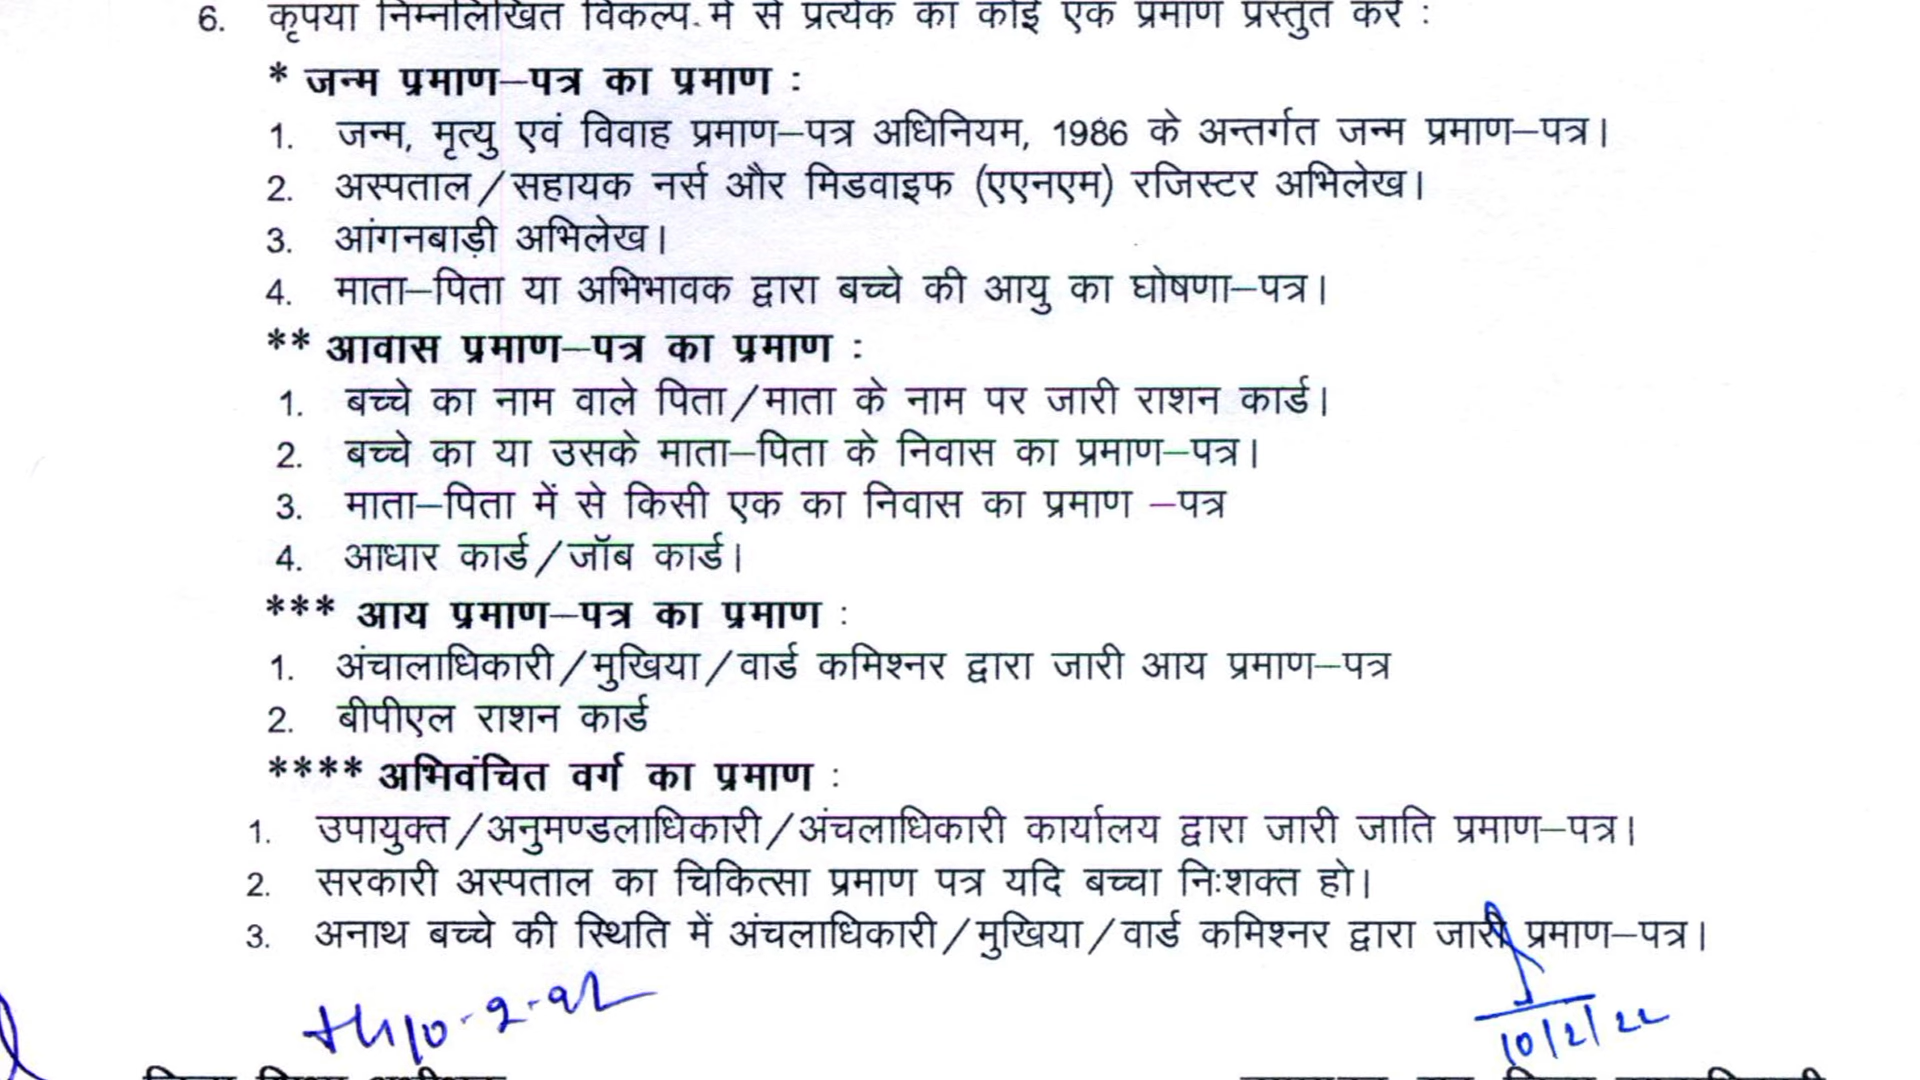 6. कृपया निम्नलिखित विकल्प में से प्रत्येक का कोई एक प्रमाण प्रस्तुत करें :
* जन्म प्रमाण–पत्र का प्रमाण :
1. जन्म, मृत्यु एवं विवाह प्रमाण–पत्र अधिनियम, 1986 के अन्तर्गत जन्म प्रमाण–पत्र।
2. अस्पताल/सहायक नर्स और मिडवाइफ (एएनएम) रजिस्टर अभिलेख।
3. आंगनबाड़ी अभिलेख।
4. माता–पिता या अभिभावक द्वारा बच्चे की आयु का घोषणा–पत्र।
** आवास प्रमाण–पत्र का प्रमाण :
1. बच्चे का नाम वाले पिता/माता के नाम पर जारी राशन कार्ड।
2. बच्चे का या उसके माता–पिता के निवास का प्रमाण–पत्र।
3. माता–पिता में से किसी एक का निवास का प्रमाण –पत्र
4. आधार कार्ड/जॉब कार्ड।
*** आय प्रमाण–पत्र का प्रमाण :
1. अंचालाधिकारी/मुखिया/वार्ड कमिश्नर द्वारा जारी आय प्रमाण–पत्र
2. बीपीएल राशन कार्ड
**** अभिवंचित वर्ग का प्रमाण :
1. उपायुक्त/अनुमण्डलाधिकारी/अंचलाधिकारी कार्यालय द्वारा जारी जाति प्रमाण–पत्र।
2. सरकारी अस्पताल का चिकित्सा प्रमाण पत्र यदि बच्चा निःशक्त हो।
3. अनाथ बच्चे की स्थिति में अंचलाधिकारी/मुखिया/वार्ड कमिश्नर द्वारा जारी प्रमाण–पत्र।
10/2/22